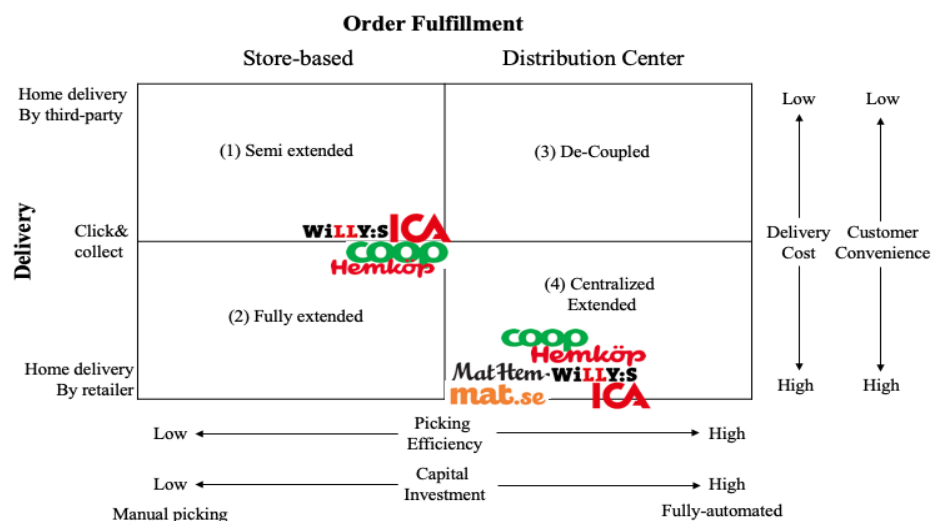 Order Fulfillment
Store-based
Distribution Center
Home delivery
By third-party
(1) Semi extended
(3) De-Coupled
Low
Low
Delivery
Click&
collect
WiLLY:S ICA
coop
Hemköp
Delivery
Cost
Customer
Convenience
(2) Fully extended
(4) Centralized
Extended
coop
Hemköp
MatHem WiLLY:S
mat.se ICA
Home delivery
By retailer
High
High
Low
Picking
Efficiency
High
Low
Capital
Investment
High
Manual picking
Fully-automated